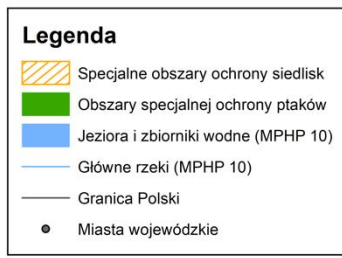 Legenda
Specjalne obszary ochrony siedlisk
Obszary specjalnej ochrony ptaków
Jeziora i zbiorniki wodne (MPHP 10)
Główne rzeki (MPHP 10)
Granica Polski
Miasta wojewódzkie